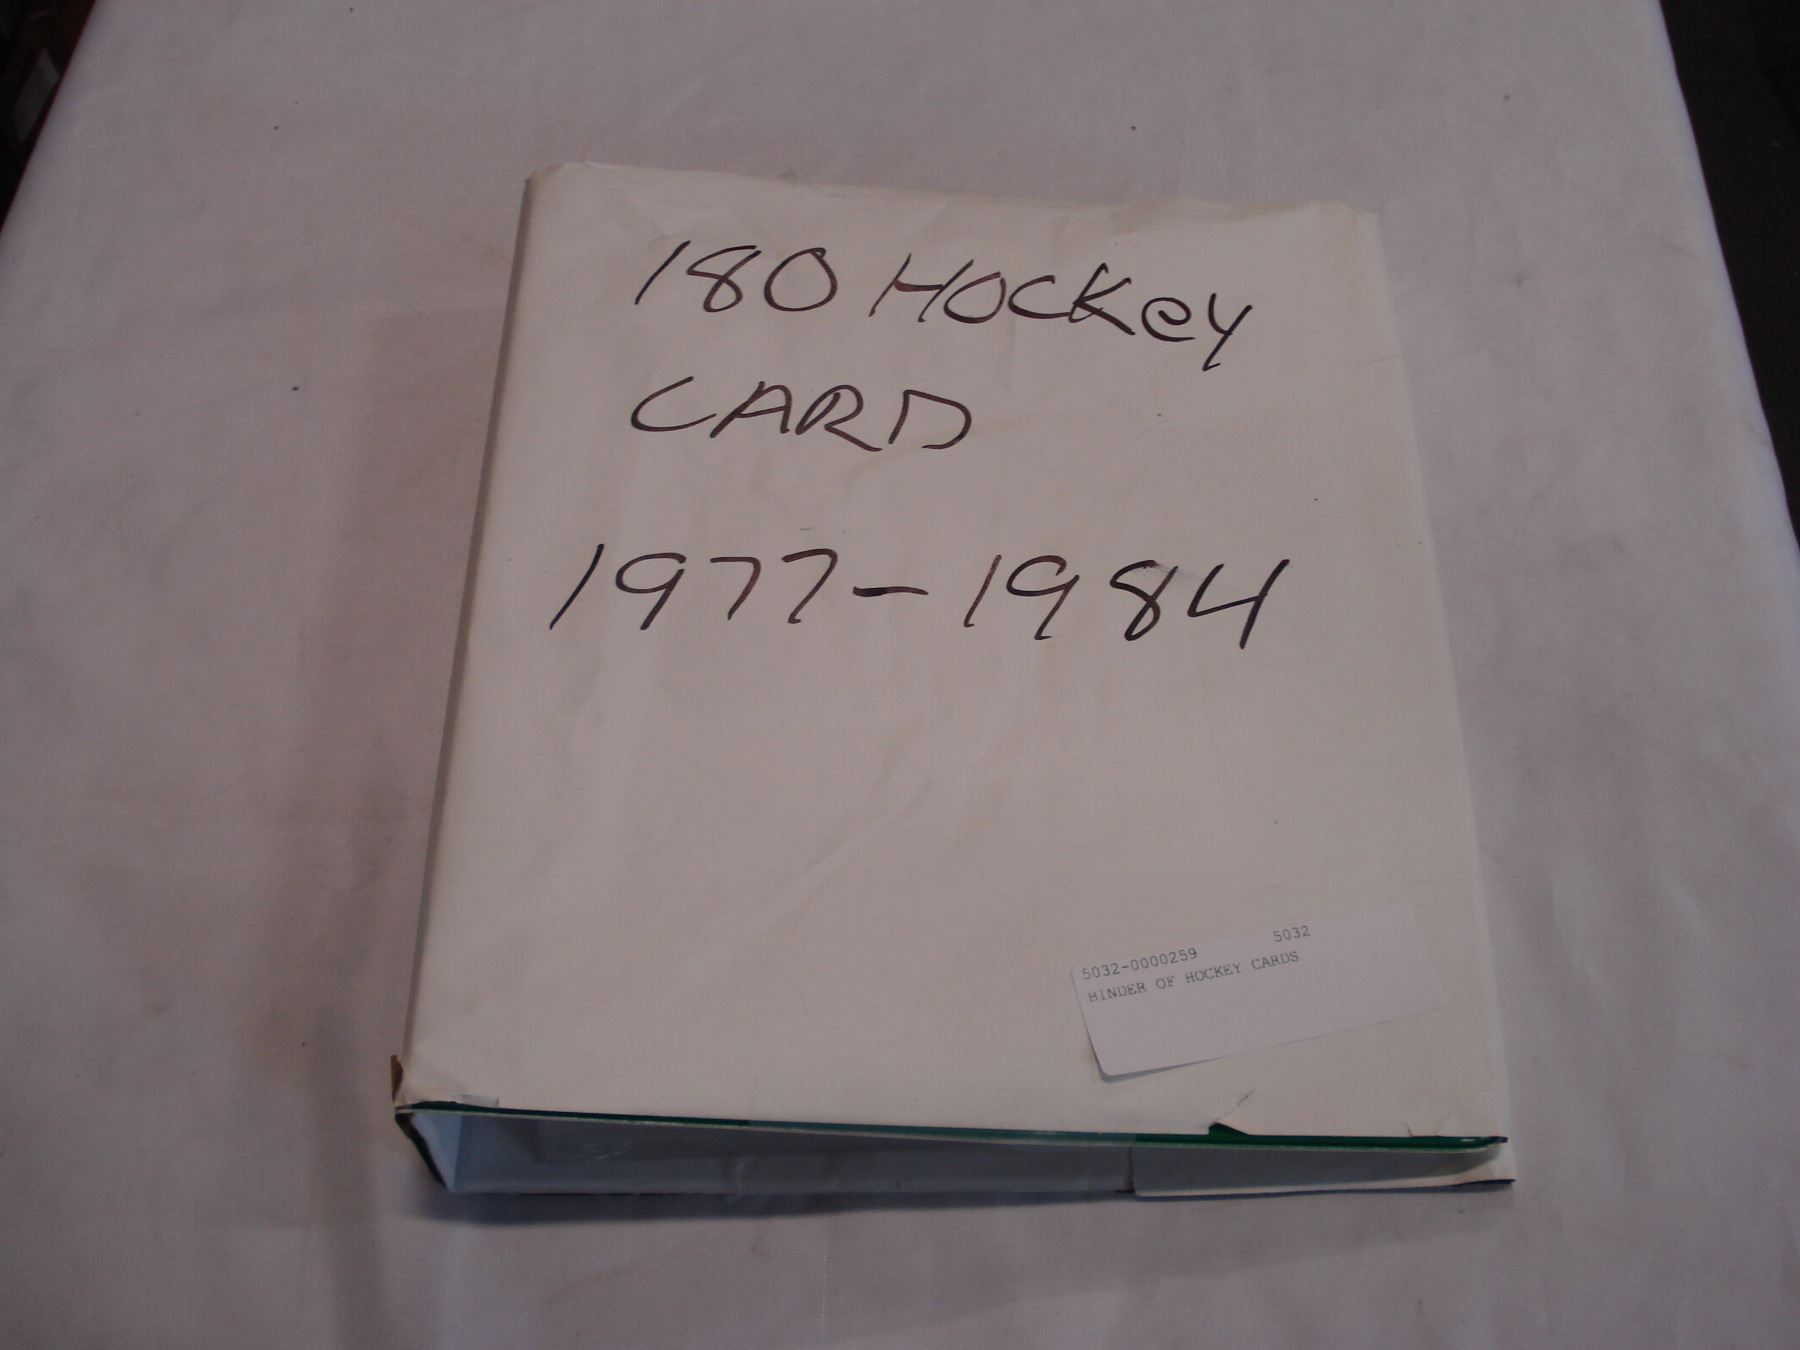 180 HOCKey
CARD
1977-1984
5032-0000259 5032
BINDER OF HOCKEY CARDS